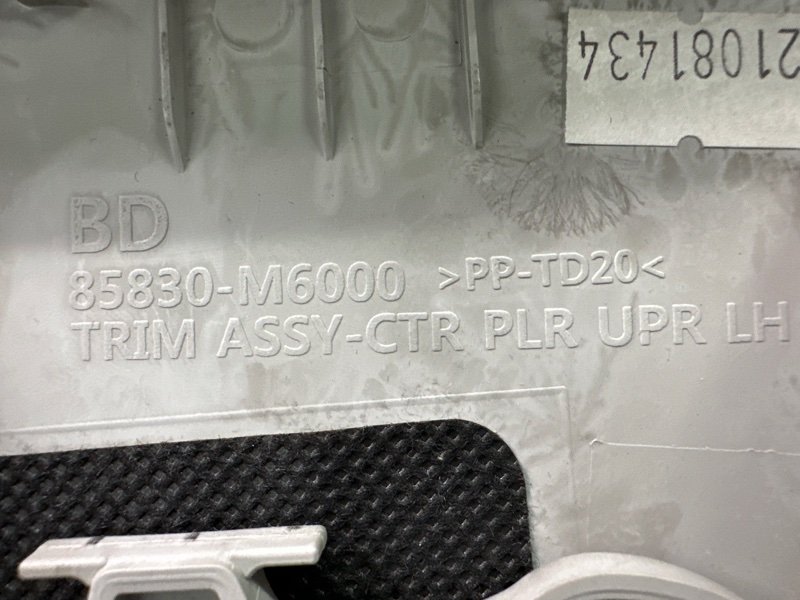 21081434
BD
85830-M6000 >PP-TD20<
TRIM ASSY-CTR PLR UPR LH